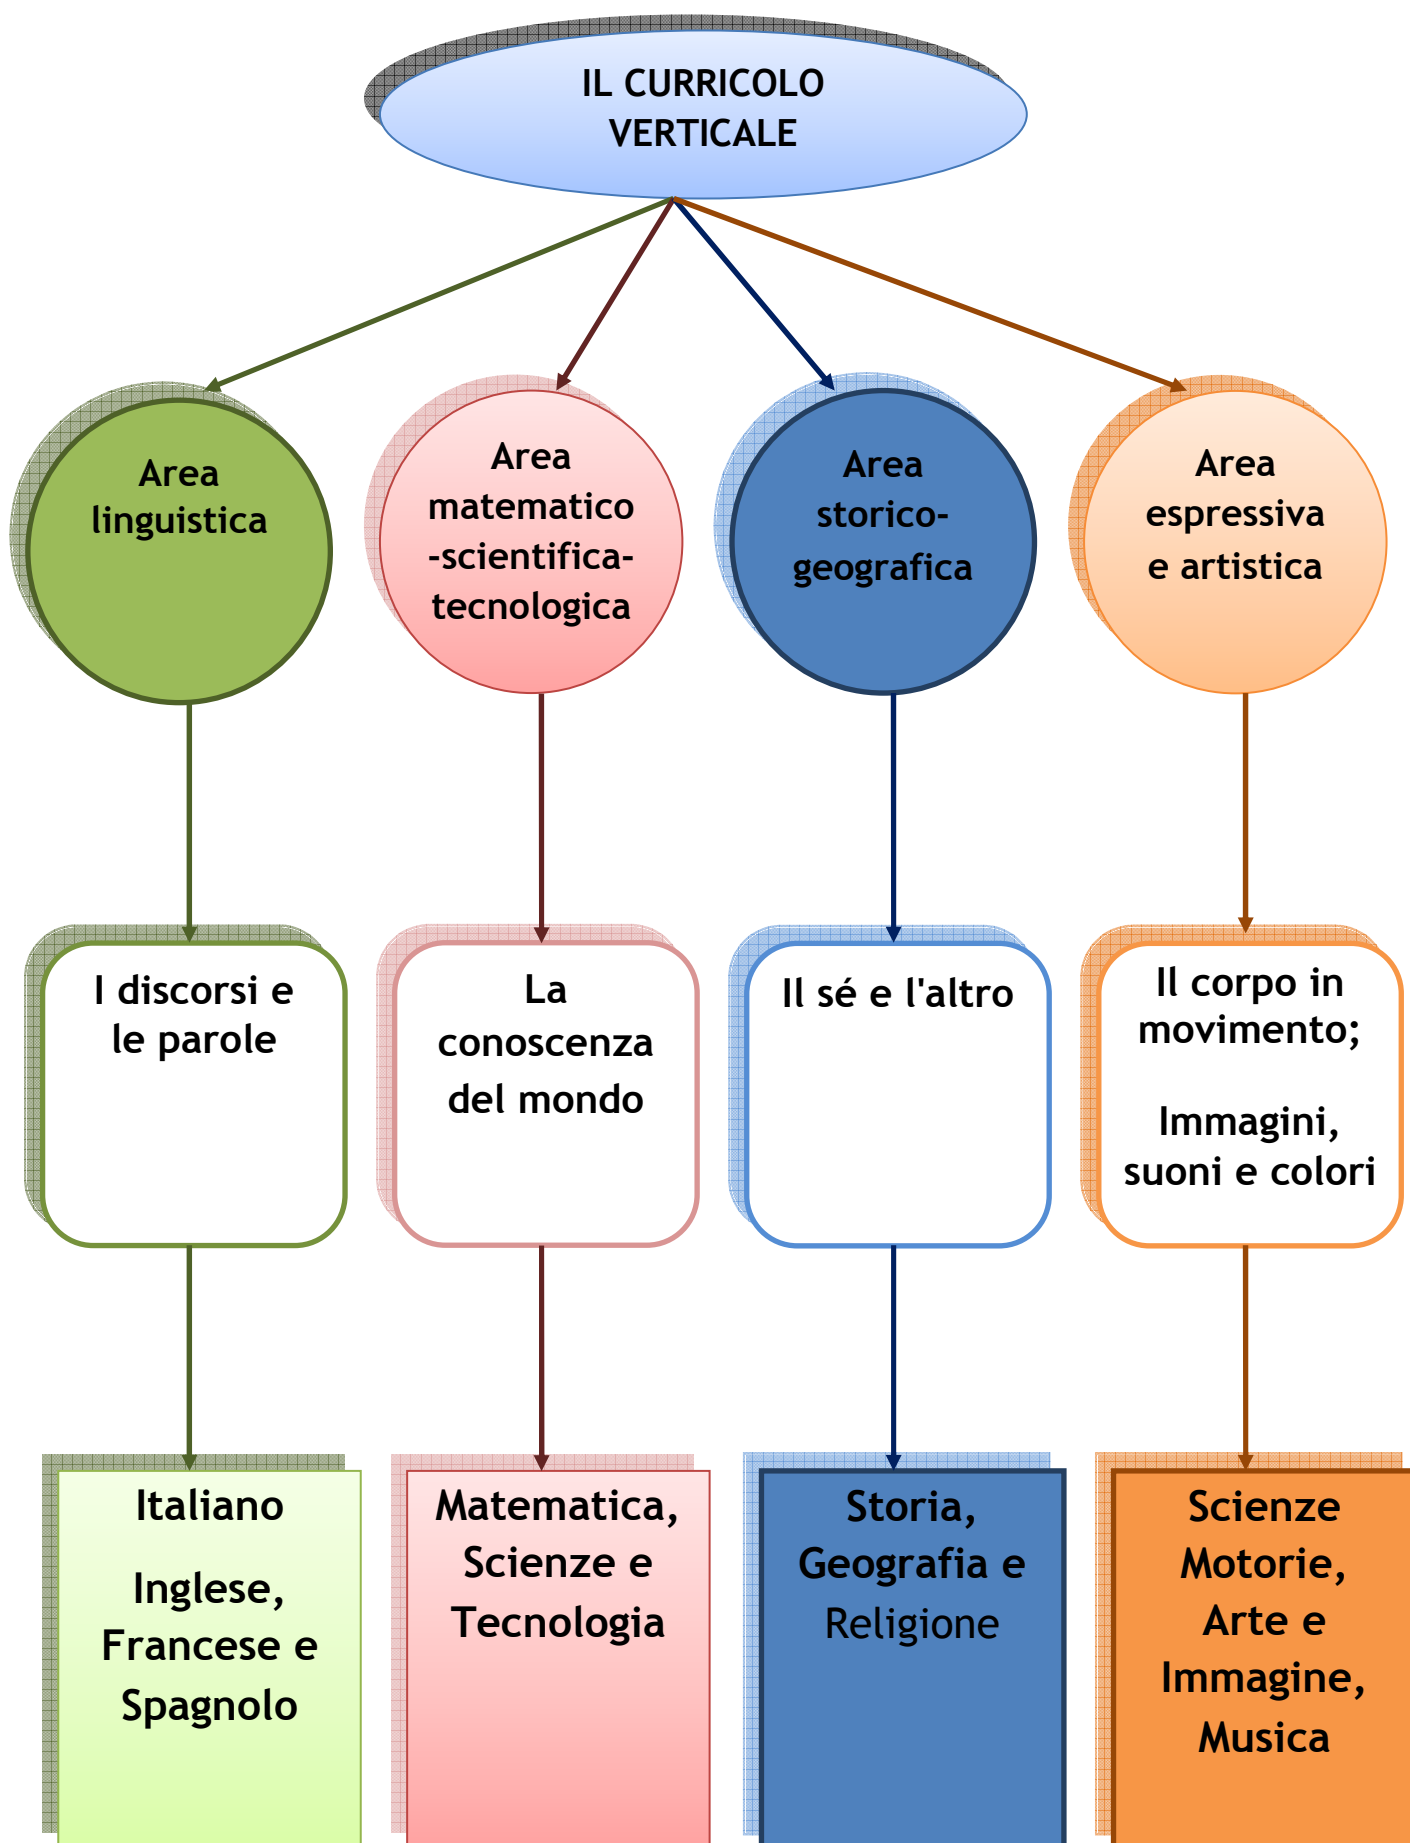 IL CURRICOLO
VERTICALE
Area
linguistica
Area
matematico
-scientifica-
tecnologica
Area
storico-
geografica
Area
espressiva
e artistica
I discorsi e
le parole
La
conoscenza
del mondo
Il sé e l'altro
Il corpo in
movimento;
Immagini,
suoni e colori
Italiano
Inglese,
Francese e
Spagnolo
Matematica,
Scienze e
Tecnologia
Storia,
Geografia e
Religione
Scienze
Motorie,
Arte e
Immagine,
Musica